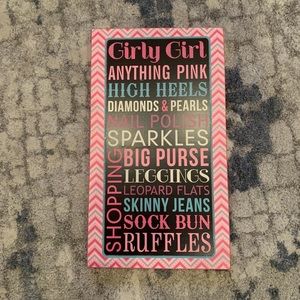 Girly Girl
ANYTHING PINK
HIGH HEELS
DIAMONDS & PEARLS
NAIL POLISH
SPARKLES
SHOPPING
BIG PURSE
LEGGINGS
LEOPARD FLATS
SKINNY JEANS
SOCK BUN
RUFFLES